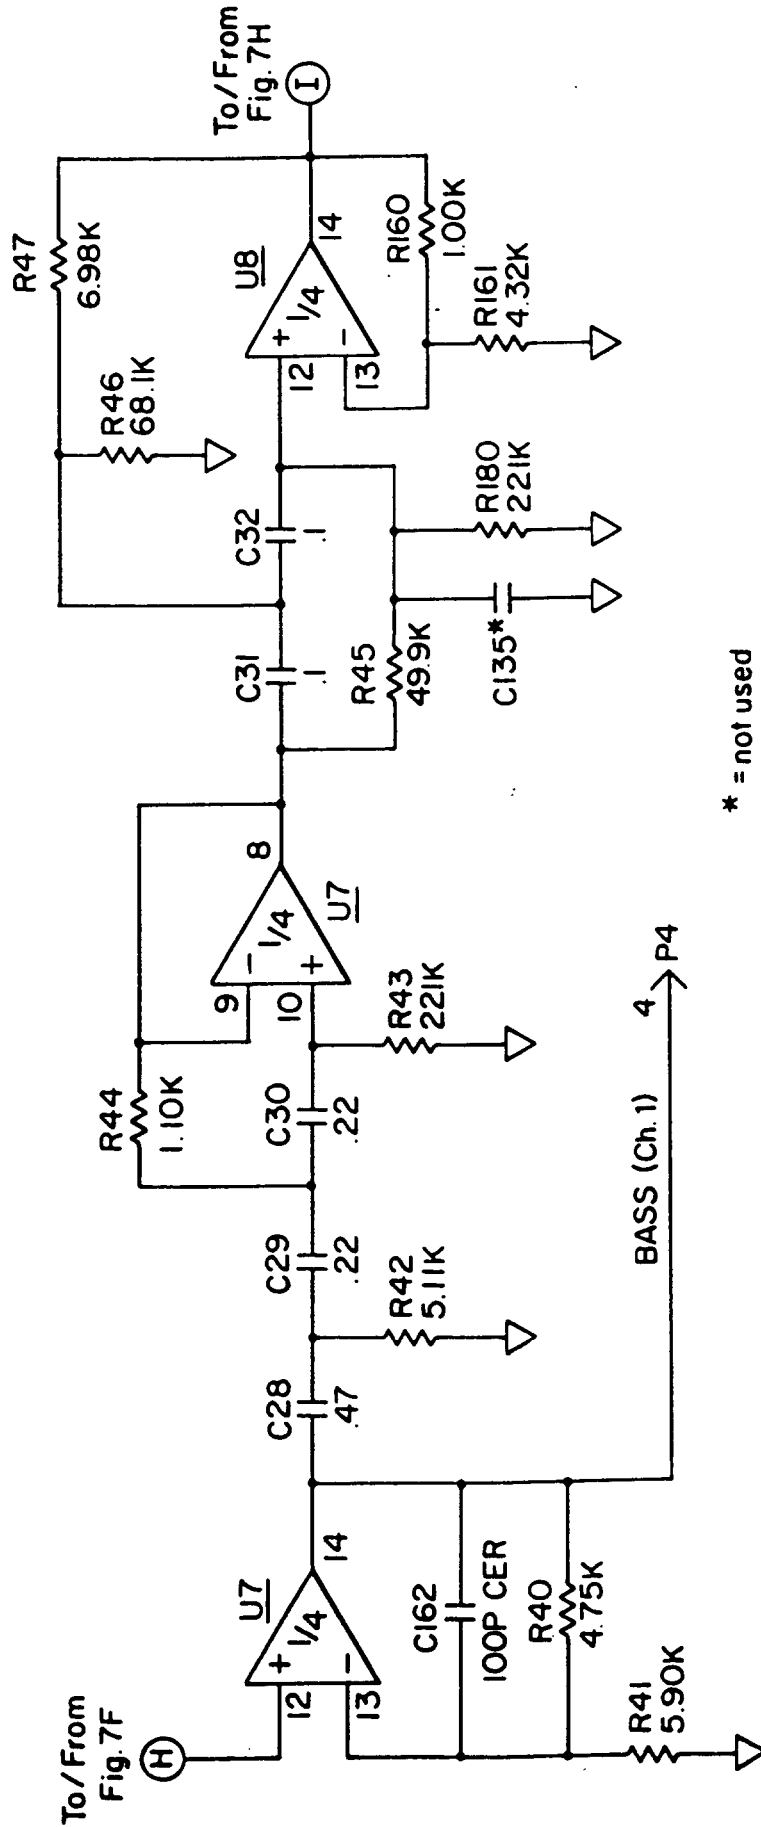 To/From
Fig. 7F
H
12
13
+
-
1/4
U7
14
C162
100P CER
R40
4.75K
R41
5.90K
C28
.47
R42
5.11K
C29
.22
C30
.22
R43
221K
R44
1.10K
9
10
-
+
1/4
8
U7
BASS (Ch. 1)
4
P4
C31
.1
C32
.1
R45
49.9K
C135*
R180
221K
R46
68.1K
R47
6.98K
12
13
+
-
1/4
U8
14
R160
1.00K
R161
4.32K
To/From
Fig. 7H
I
* = not used